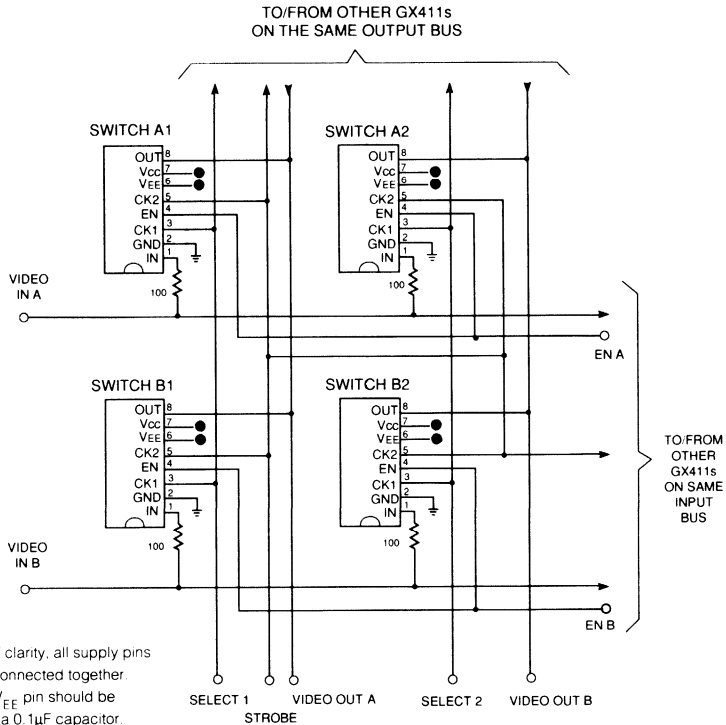 TO/FROM OTHER GX411s
ON THE SAME OUTPUT BUS
SWITCH A1
OUT 8
VCC 7
VEE 6
CK2 5
EN 4
CK1 3
GND 2
IN 1
100
SWITCH A2
OUT 8
VCC 7
VEE 6
CK2 5
EN 4
CK1 3
GND 2
IN 1
100
VIDEO
IN A
EN A
SWITCH B1
OUT 8
VCC 7
VEE 6
CK2 5
EN 4
CK1 3
GND 2
IN 1
100
SWITCH B2
OUT 8
VCC 7
VEE 6
CK2 5
EN 4
CK1 3
GND 2
IN 1
100
TO/FROM
OTHER
GX411s
ON SAME
INPUT
BUS
VIDEO
IN B
EN B
clarity, all supply pins
onnected together.
VEE pin should be
a 0.1µF capacitor.
SELECT 1
STROBE
VIDEO OUT A
SELECT 2
VIDEO OUT B